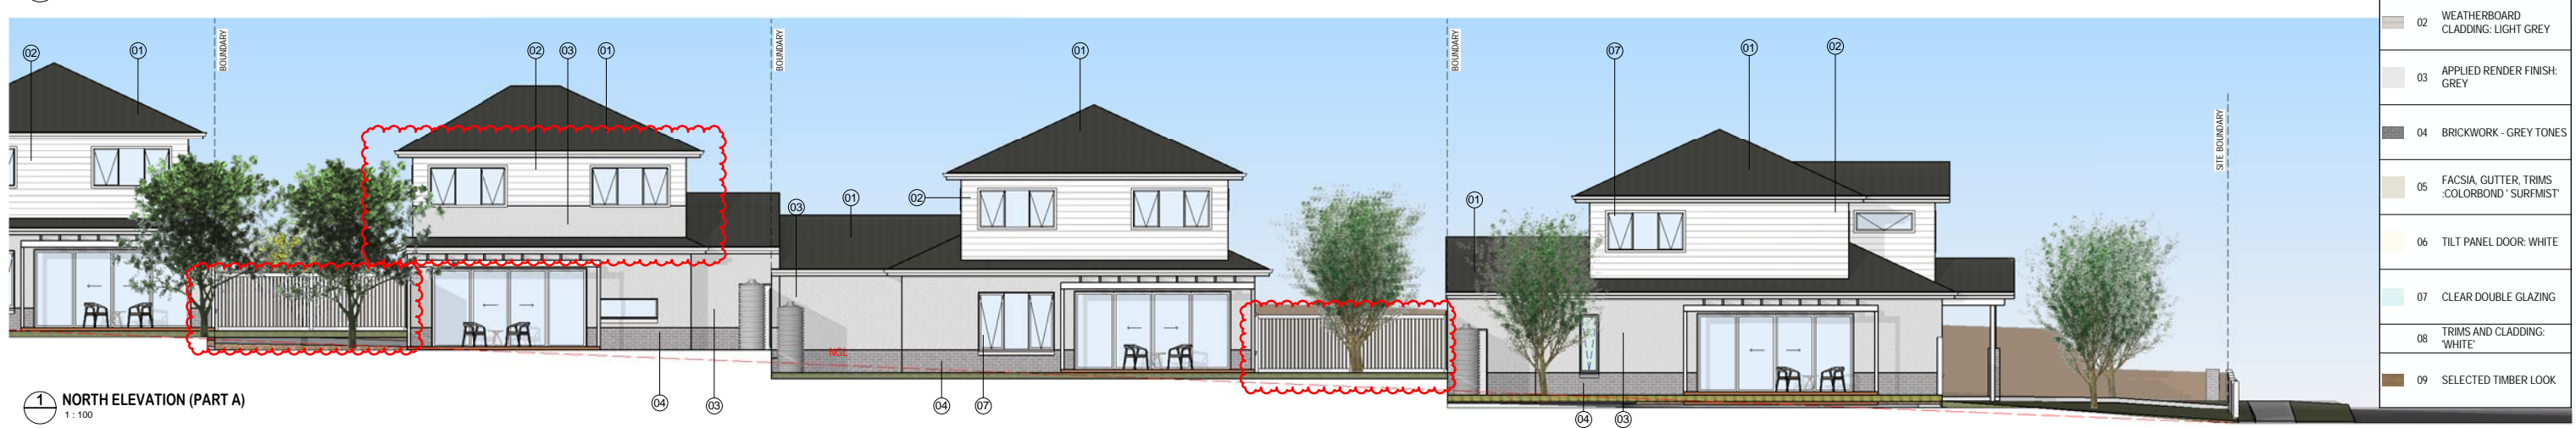 02
01
BOUNDARY
02
03
01
BOUNDARY
01
BOUNDARY
07
01
02
SITE BOUNDARY
03
01
02
01
NGL
04
03
04
07
04
03
1
NORTH ELEVATION (PART A)
1 : 100
02 WEATHERBOARD
CLADDING: LIGHT GREY
03 APPLIED RENDER FINISH:
GREY
04 BRICKWORK - GREY TONES
05 FACSIA, GUTTER, TRIMS
:COLORBOND ' SURFMIST'
06 TILT PANEL DOOR: WHITE
07 CLEAR DOUBLE GLAZING
08 TRIMS AND CLADDING:
'WHITE'
09 SELECTED TIMBER LOOK